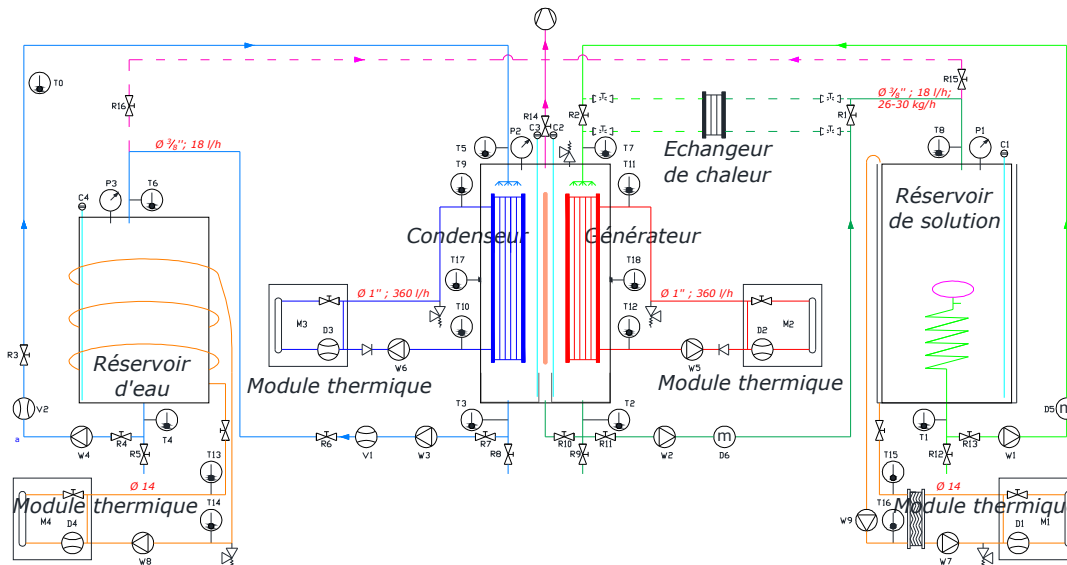 T0
R16
Ø ⅜"; 18 l/h
R14
C3
C2
P2
T5
T9
R2
T7
T11
Echangeur
de chaleur
R1
R15
Ø ⅜" ; 18 l/h;
26-30 kg/h
T8
P1
C1
Réservoir
de solution
C4
P3
T6
Condenseur
Générateur
T17
T18
Ø 1" ; 360 l/h
Ø 1" ; 360 l/h
T10
T12
M3
D3
W6
Module thermique
W5
D2
M2
Module thermique
R3
Réservoir
d'eau
V2
a
W4
R4
R5
T4
R6
V1
W3
R7
T3
R8
T2
R10
R9
R11
W2
m
D6
T1
R13
R12
W1
D5
m
T13
Ø 14
Module thermique
T14
M4
D4
W8
T15
Ø 14
Module thermique
T16
W9
W7
D1
M1